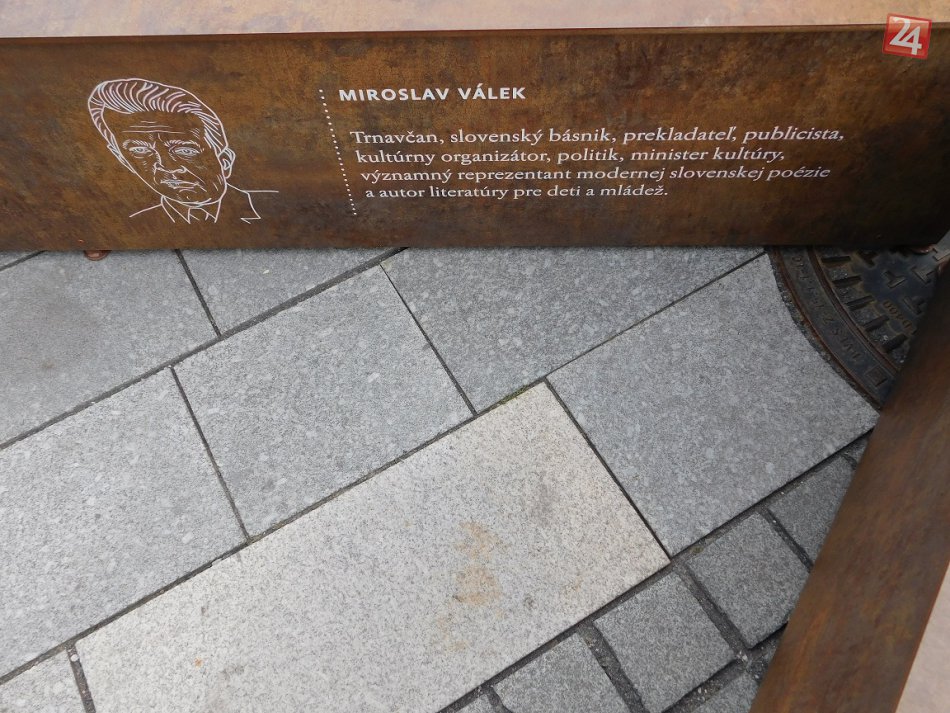 24
MIROSLAV VÁLEK
Trnavčan, slovenský básnik, prekladateľ, publicista,
kultúrny organizátor, politik, minister kultúry,
významný reprezentant modernej slovenskej poézie
a autor literatúry pre deti a mládež.